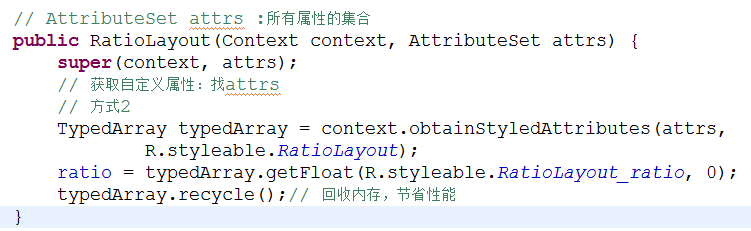 // AttributeSet attrs :所有属性的集合
public RatioLayout(Context context, AttributeSet attrs) {
super(context, attrs);
// 获取自定义属性: 找attrs
// 方式2
TypedArray typedArray = context.obtainStyledAttributes(attrs,
R.styleable.RatioLayout);
ratio = typedArray.getFloat(R.styleable.RatioLayout_ratio, 0);
typedArray.recycle();// 回收内存，节省性能
}